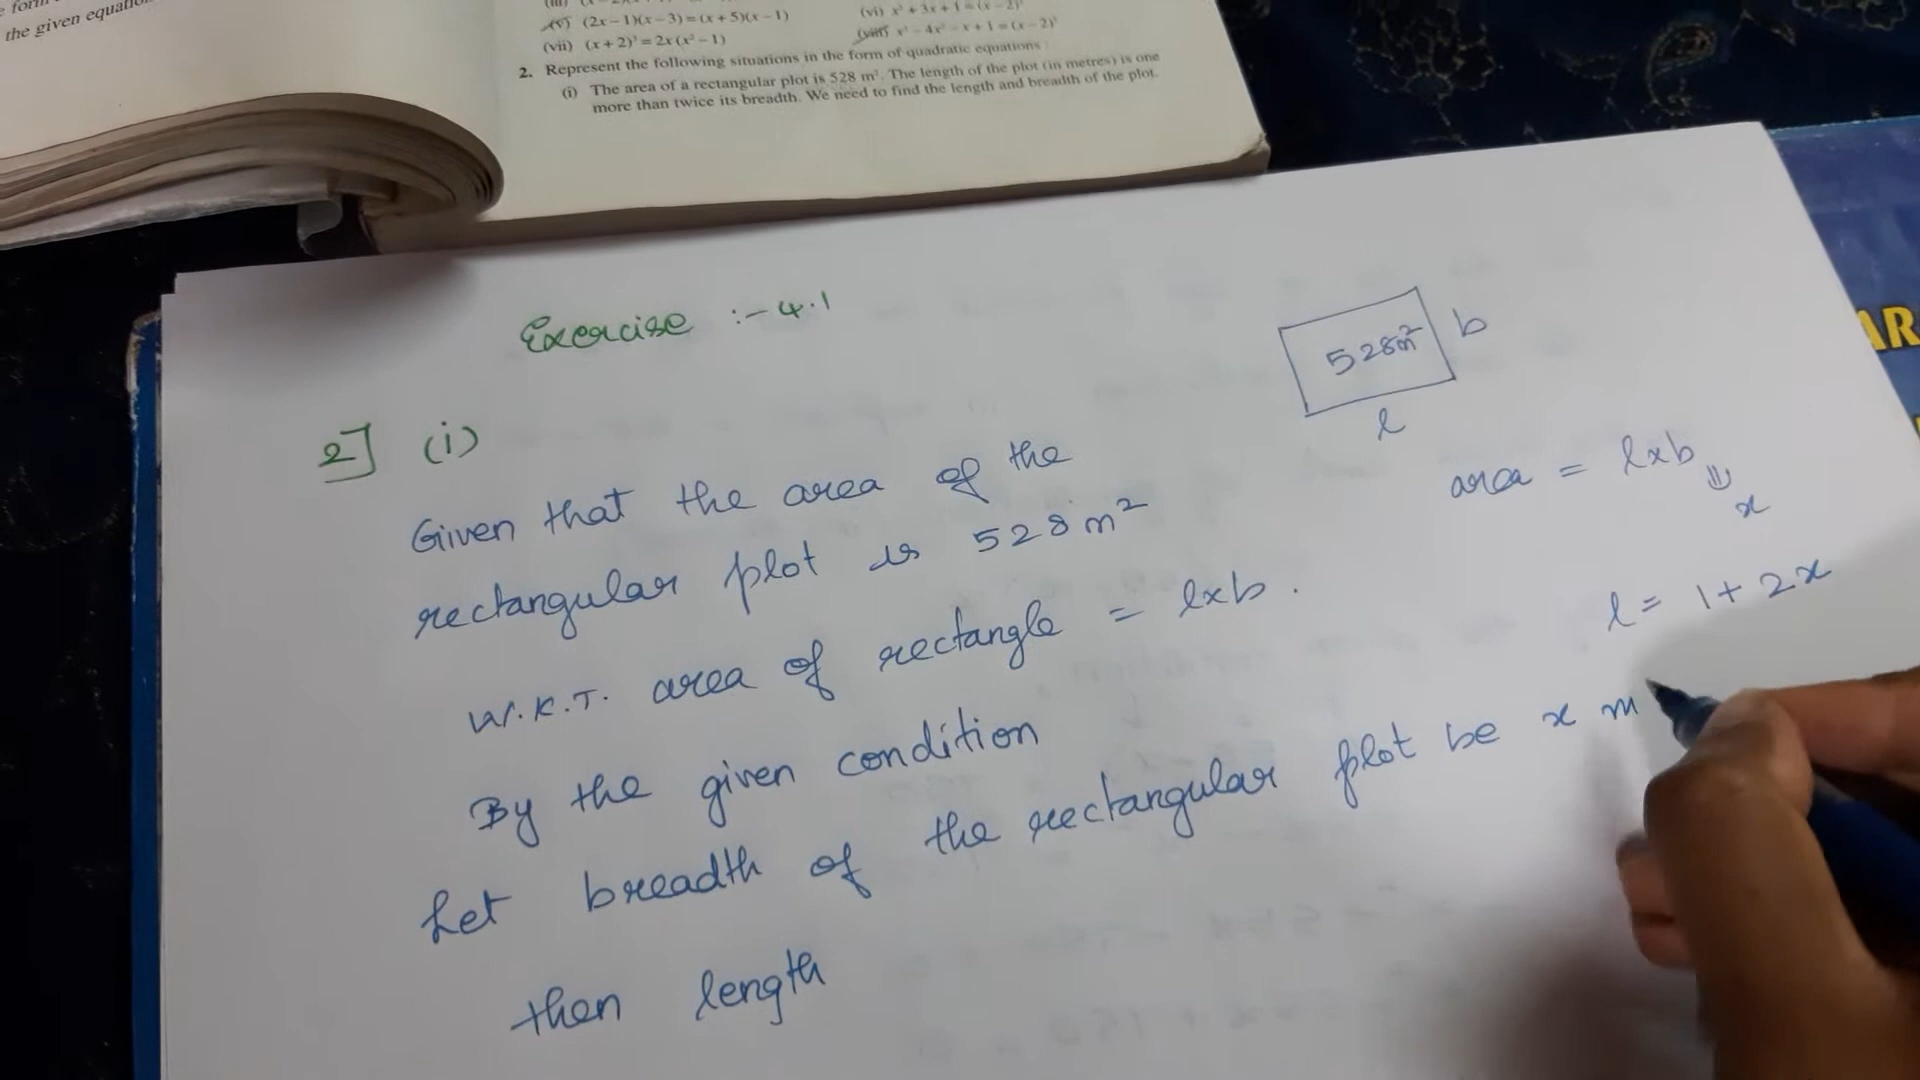 the given
(v) (2x – 1)(x – 3) = (x + 5)(x – 1)
(vi) x² + 3x + 1 = (x – 2)²
(vii) (x + 2)³ = 2x (x² – 1)
(viii) x³ – 4x² – x + 1 = (x – 2)³
2. Represent the following situations in the form of quadratic equations :
(i) The area of a rectangular plot is 528 m². The length of the plot (in metres) is one
more than twice its breadth. We need to find the length and breadth of the plot.
AR
Exercise :- 4.1
528m² b
l
2] (i)
Given that the area of the
rectangular plot is 528 m²
area = l×b
⇓
x
l = 1 + 2x
W.K.T. area of rectangle = l×b.
By the given condition
Let breadth of the rectangular plot be x m
then length